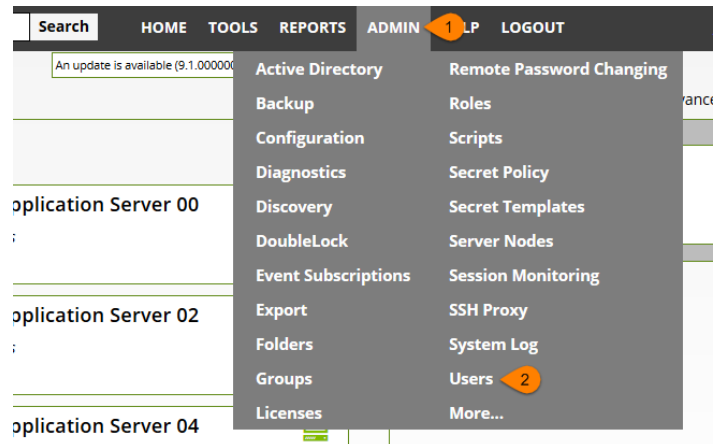 Search HOME TOOLS REPORTS ADMIN 1 LP LOGOUT
An update is available (9.1.000000
Active Directory Remote Password Changing
Backup Roles
Configuration Scripts
Diagnostics Secret Policy
pplication Server 00 Discovery Secret Templates
DoubleLock Server Nodes
Event Subscriptions Session Monitoring
pplication Server 02 Export SSH Proxy
Folders System Log
Groups Users 2
pplication Server 04 Licenses More...